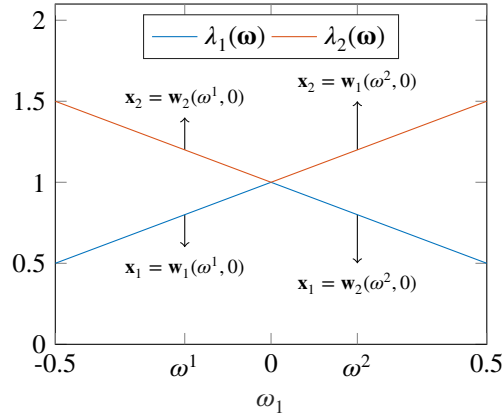 2
λ₁(ω) λ₂(ω)
x₂ = w₂(ω¹, 0)
x₂ = w₁(ω², 0)
1.5
1
x₁ = w₁(ω¹, 0)
x₁ = w₂(ω², 0)
0.5
0
-0.5 ω¹ 0 ω² 0.5
ω₁